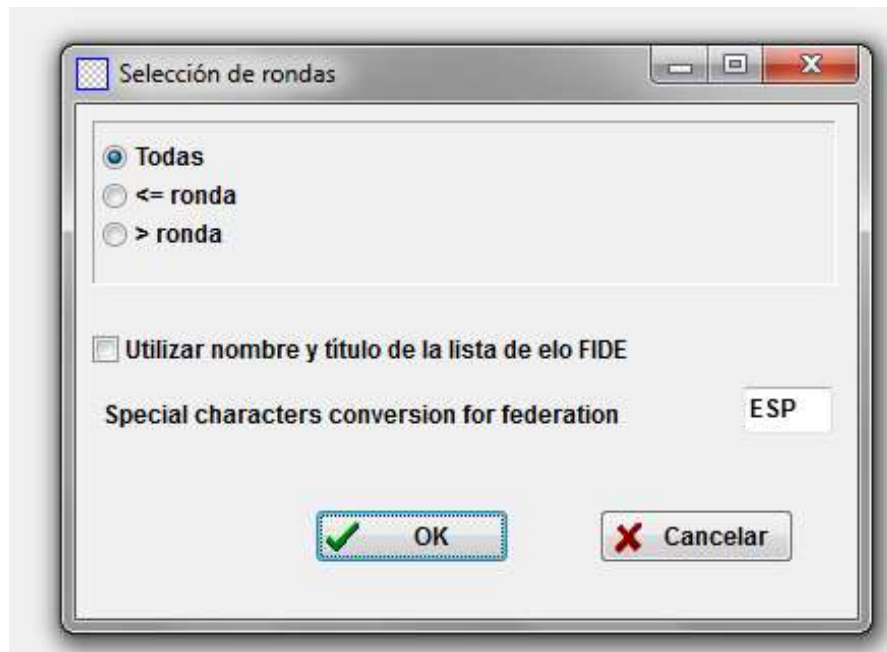 Selección de rondas
Todas
<= ronda
> ronda
Utilizar nombre y título de la lista de elo FIDE
Special characters conversion for federation ESP
OK Cancelar